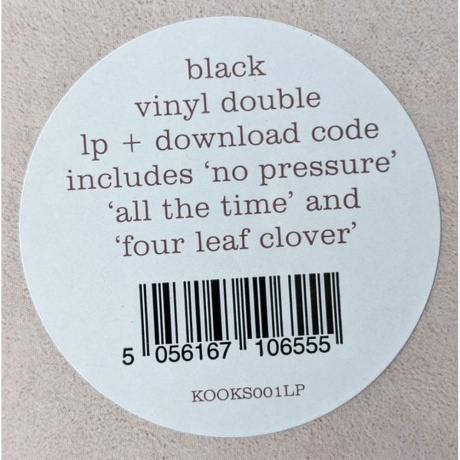 black
vinyl double
lp + download code
includes ‘no pressure’
‘all the time’ and
‘four leaf clover’
5 056167 106555
KOOKS001LP